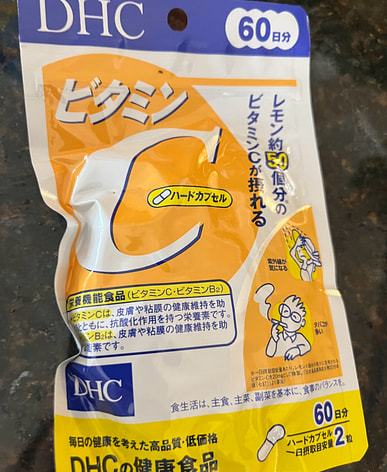 DHC
60日分
ビタミン
C
レモン約50個分の
ビタミンCが摂れる
ハードカプセル
紫外線が
気になる
タバコが
多い
栄養機能食品(ビタミンC・ビタミンB2)
ビタミンCは、皮膚や粘膜の健康維持を助
とともに、抗酸化作用を持つ栄養素です。
ンB2は、皮膚や粘膜の健康維持を助
養素です。
DHC
食生活は、主食、主菜、副菜を基本に、食事のバランスを。
毎日の健康を考えた高品質・低価格
DHCの健康食品
60日分
ハードカプセル
一日摂取目安量2粒